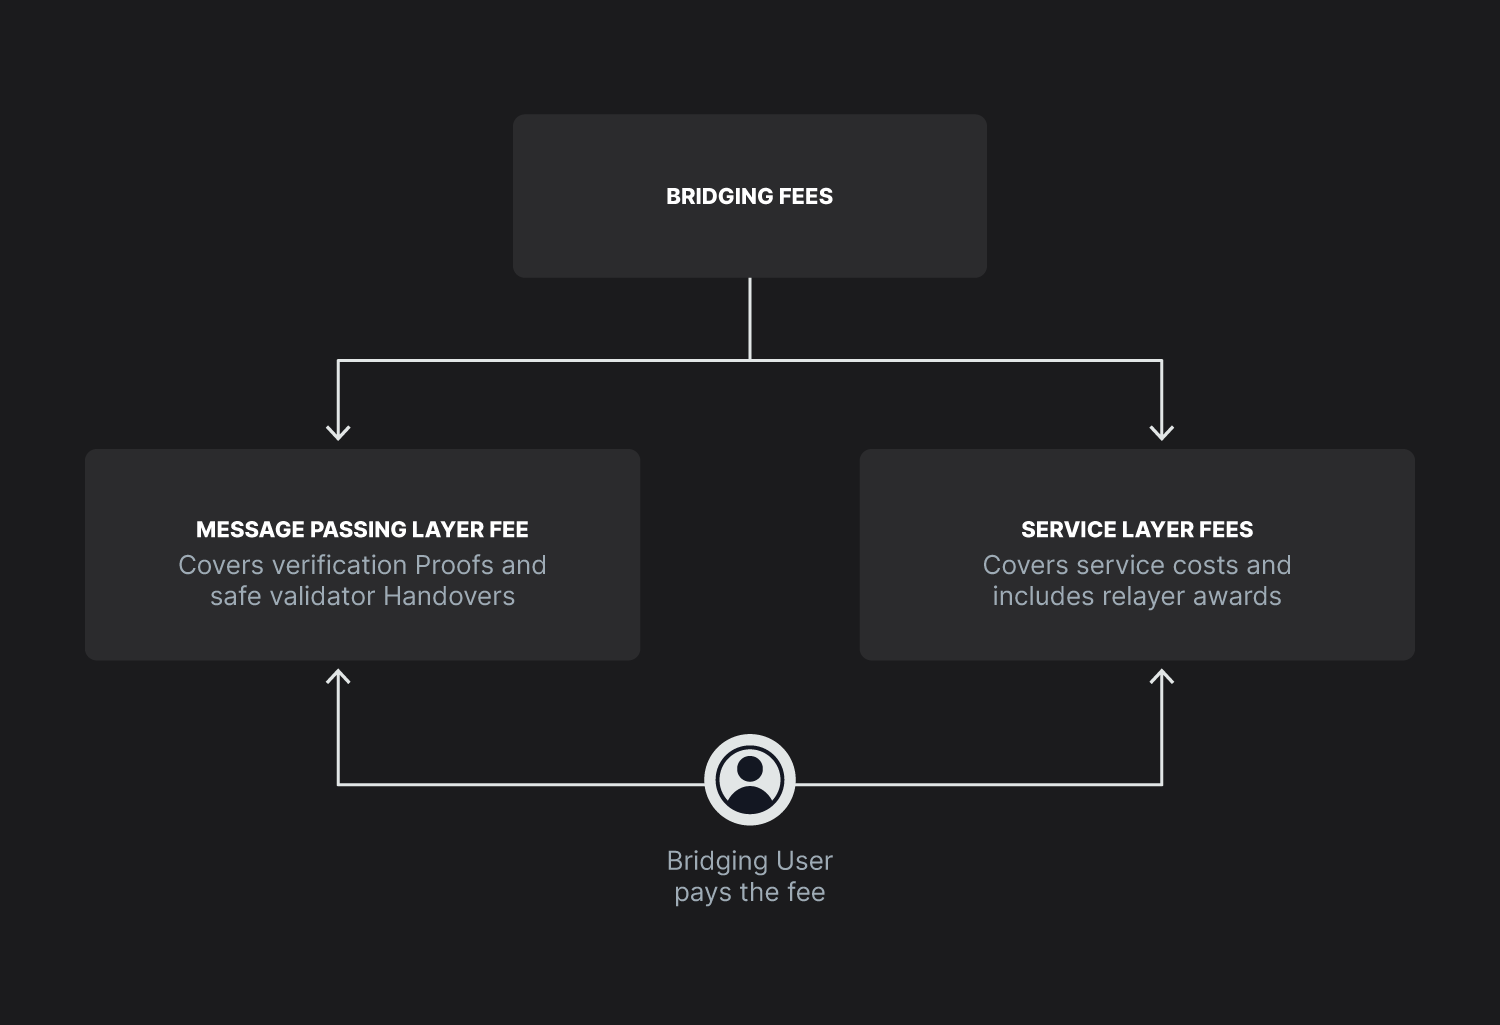 BRIDGING FEES
MESSAGE PASSING LAYER FEE
Covers verification Proofs and
safe validator Handovers
SERVICE LAYER FEES
Covers service costs and
includes relayer awards
Bridging User
pays the fee